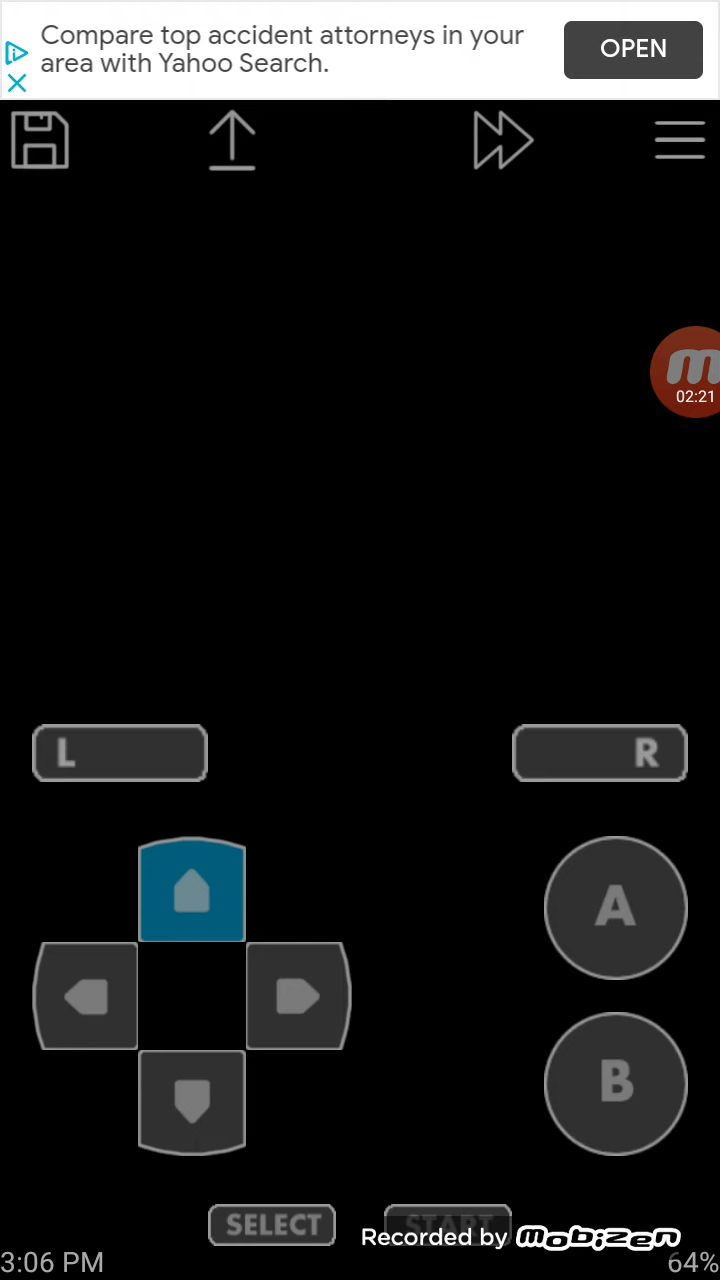 Compare top accident attorneys in your
area with Yahoo Search.
OPEN
02:21
L
R
A
B
SELECT
START
Recorded by mobizen
3:06 PM
64%